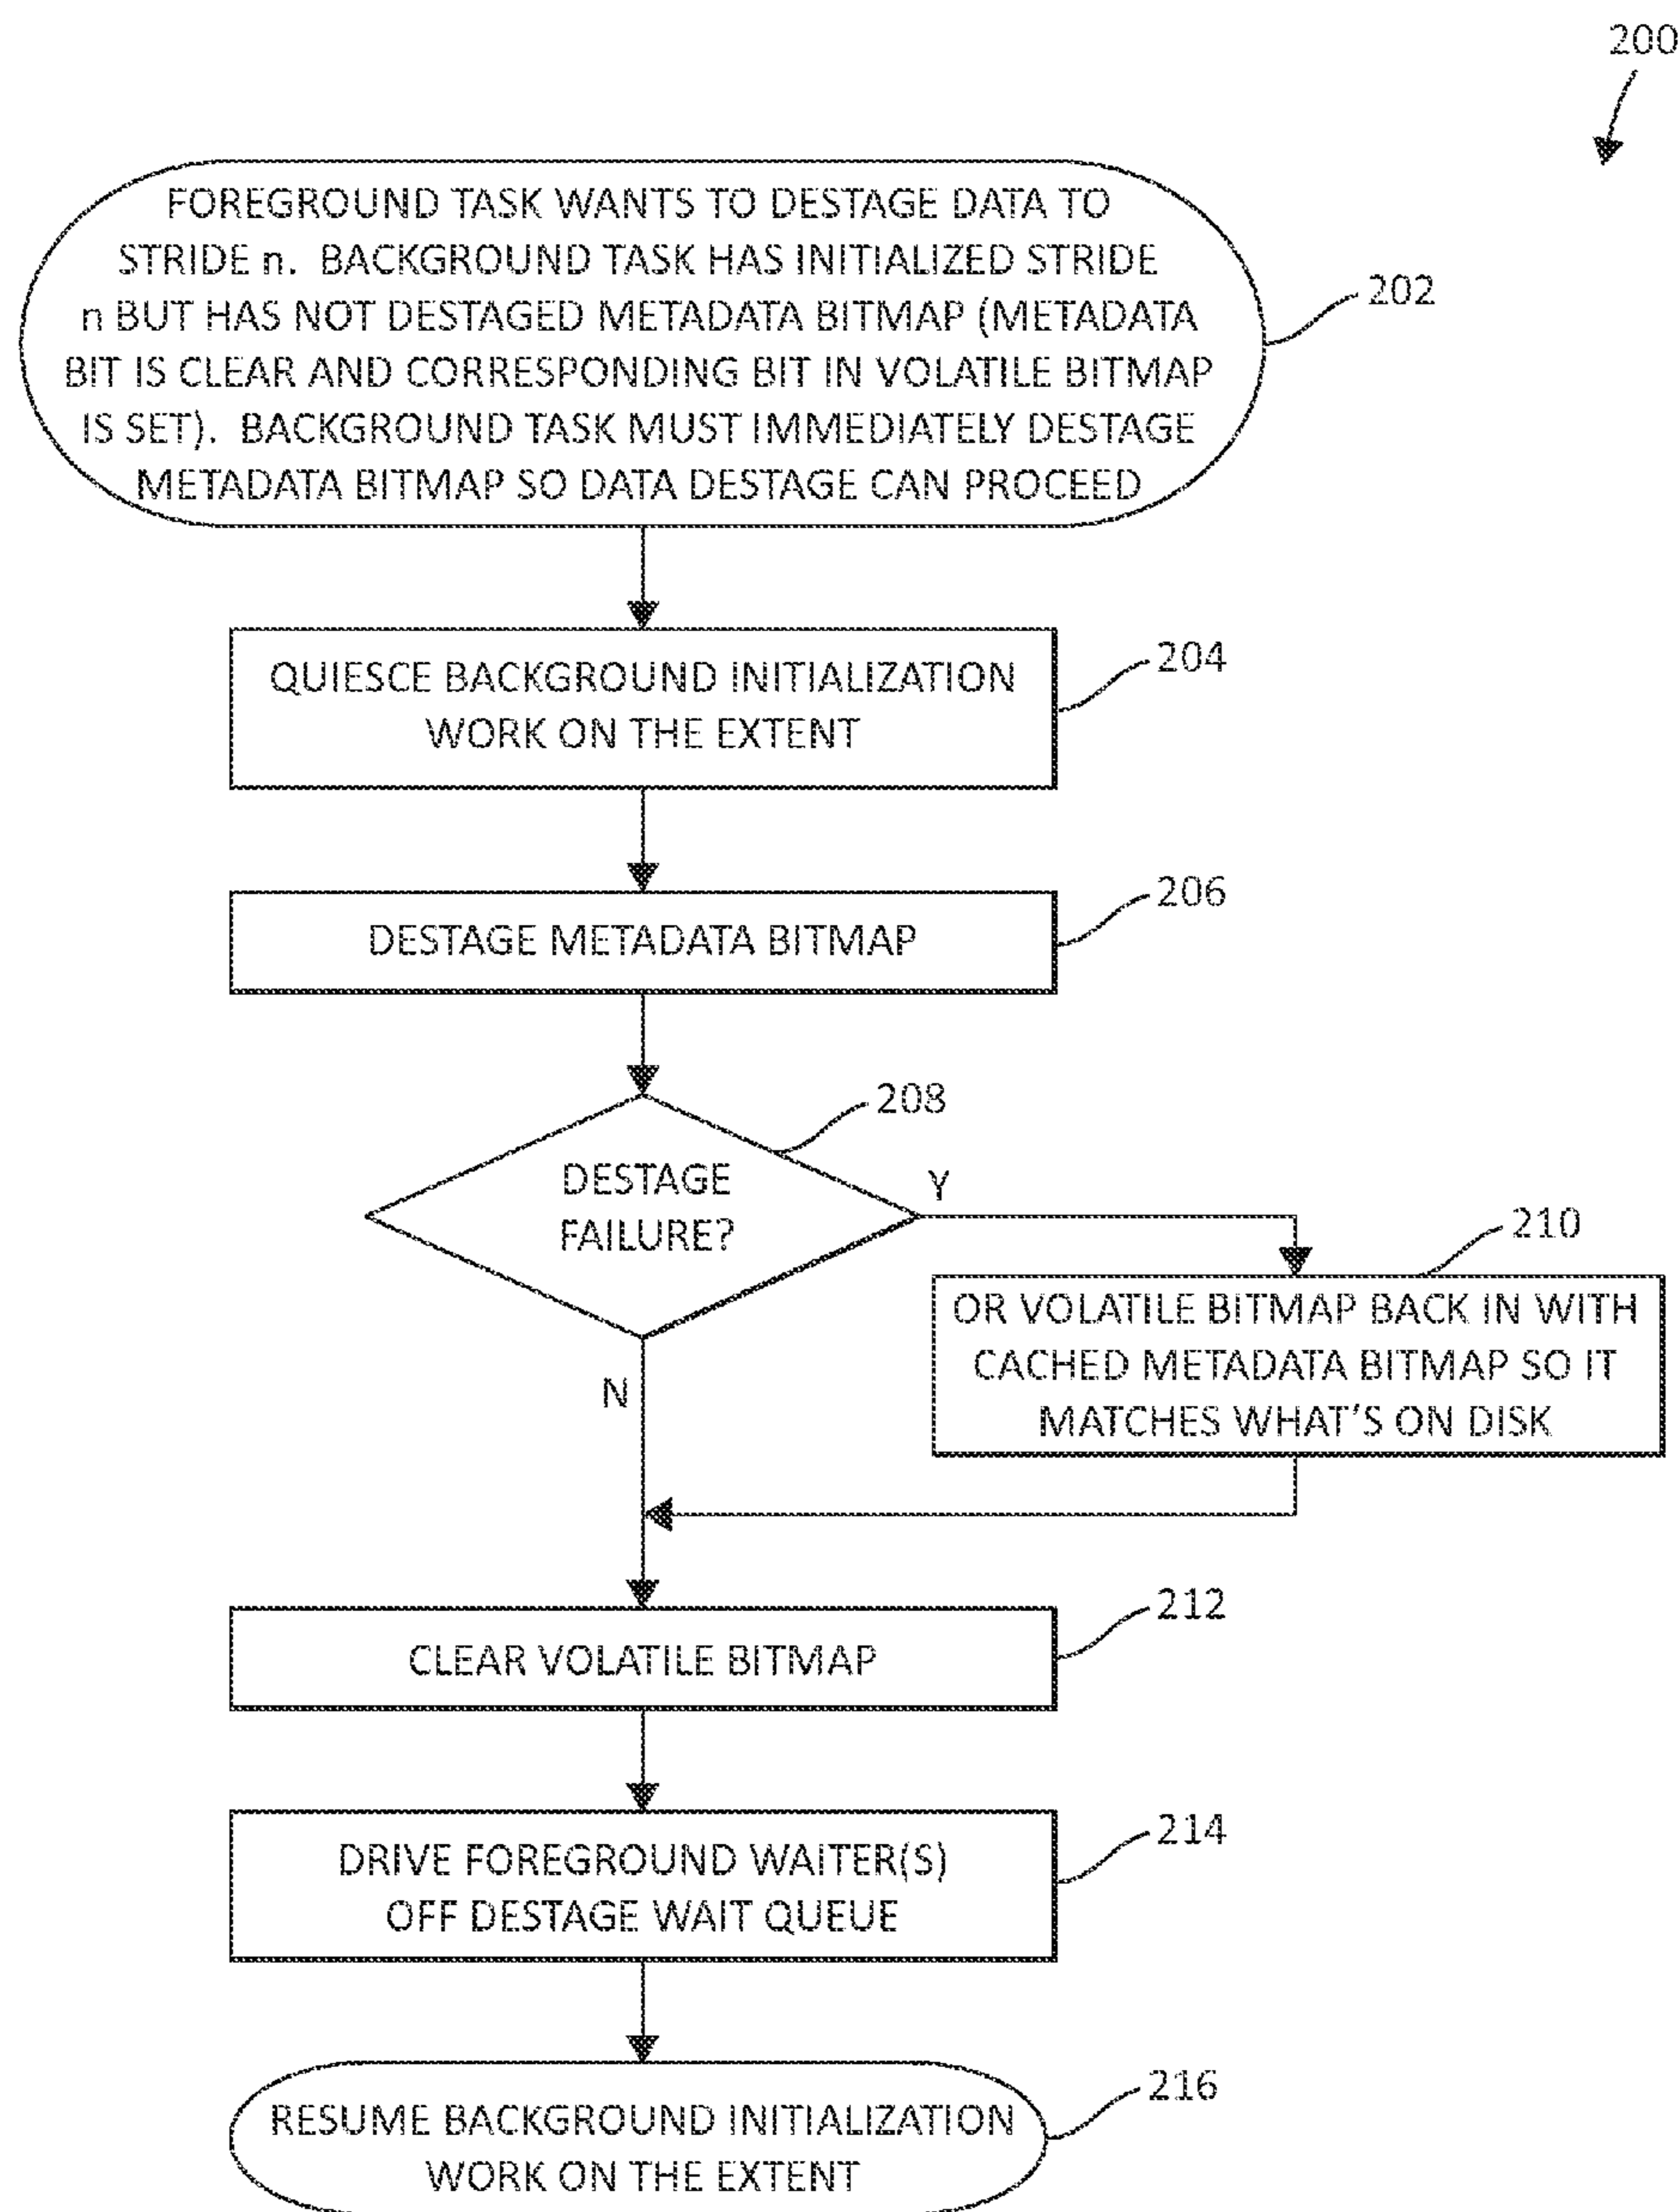 200
FOREGROUND TASK WANTS TO DESTAGE DATA TO
STRIDE n. BACKGROUND TASK HAS INITIALIZED STRIDE
n BUT HAS NOT DESTAGED METADATA BITMAP (METADATA
BIT IS CLEAR AND CORRESPONDING BIT IN VOLATILE BITMAP
IS SET). BACKGROUND TASK MUST IMMEDIATELY DESTAGE
METADATA BITMAP SO DATA DESTAGE CAN PROCEED
202
QUIESCE BACKGROUND INITIALIZATION
WORK ON THE EXTENT
204
DESTAGE METADATA BITMAP
206
DESTAGE
FAILURE?
208
Y
N
OR VOLATILE BITMAP BACK IN WITH
CACHED METADATA BITMAP SO IT
MATCHES WHAT'S ON DISK
210
CLEAR VOLATILE BITMAP
212
DRIVE FOREGROUND WAITER(S)
OFF DESTAGE WAIT QUEUE
214
RESUME BACKGROUND INITIALIZATION
WORK ON THE EXTENT
216